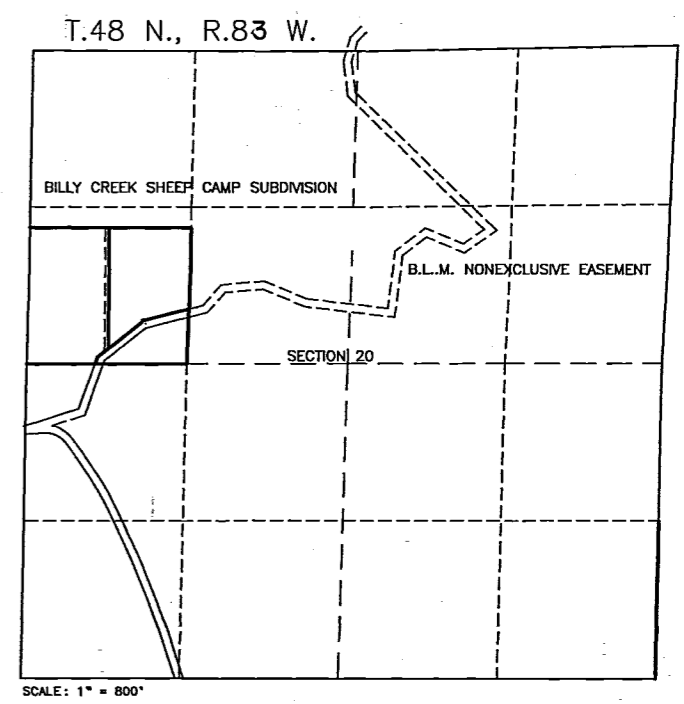 T.48 N., R.83 W.
BILLY CREEK SHEEP CAMP SUBDIVISION
B.L..M. NONEXCLUSIVE EASEMENT
SECTION 20
SCALE: 1" = 800'